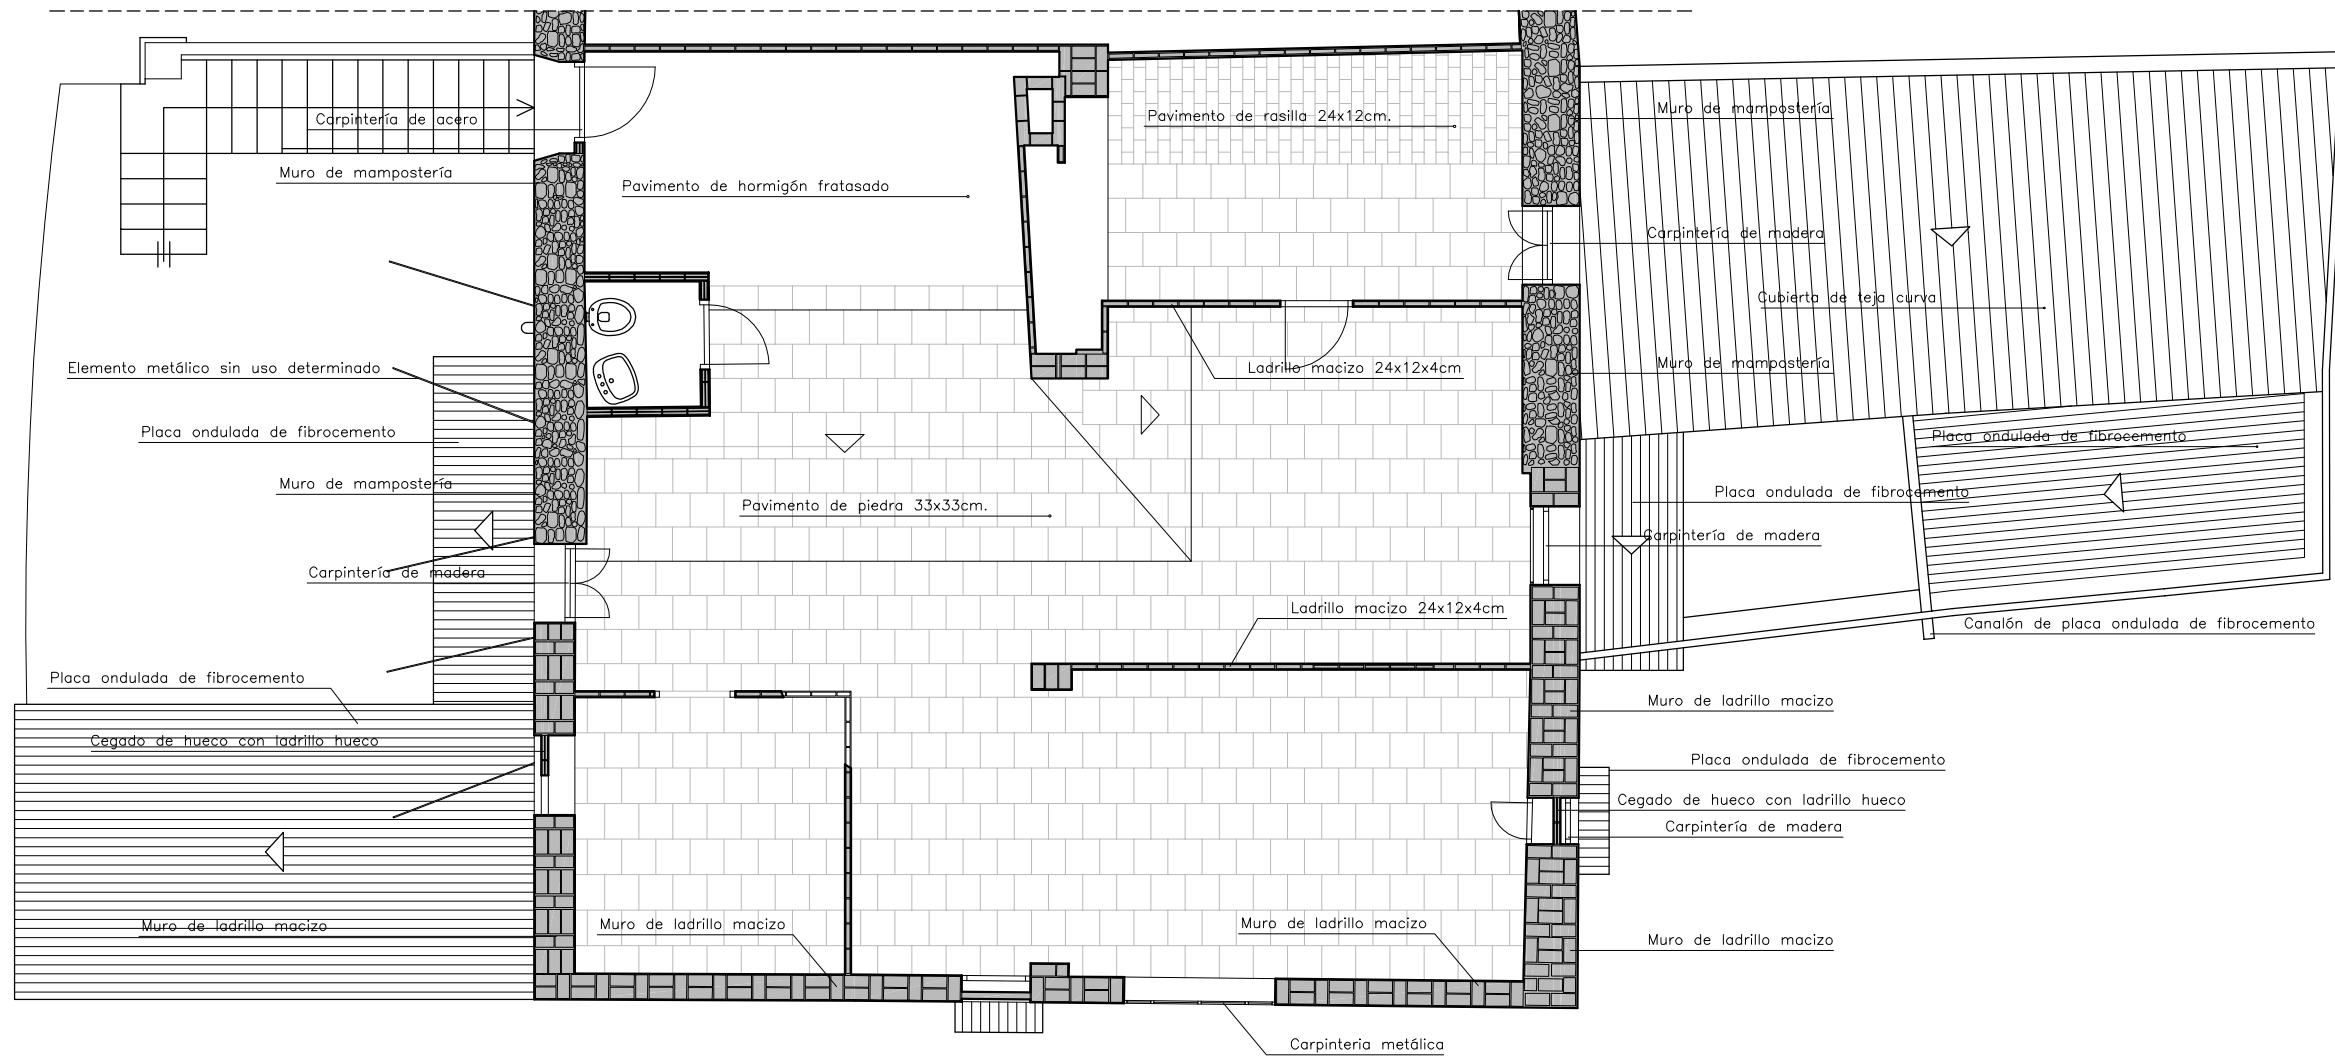 Muro de mampostería
Pavimento de rasilla 24x12cm.
Carpintería de acero
Muro de mampostería
Pavimento de hormigón fratasado
Carpintería de madera
Cubierta de teja curva
Elemento metálico sin uso determinado
Ladrillo macizo 24x12x4cm
Muro de mampostería
Placa ondulada de fibrocemento
Placa ondulada de fibrocemento
Muro de mampostería
Placa ondulada de fibrocemento
Pavimento de piedra 33x33cm.
Carpintería de madera
Carpintería de madera
Ladrillo macizo 24x12x4cm
Canalón de placa ondulada de fibrocemento
Placa ondulada de fibrocemento
Muro de ladrillo macizo
Cegado de hueco con ladrillo hueco
Placa ondulada de fibrocemento
Cegado de hueco con ladrillo hueco
Carpintería de madera
Muro de ladrillo macizo
Muro de ladrillo macizo
Muro de ladrillo macizo
Muro de ladrillo macizo
Carpinteria metálica